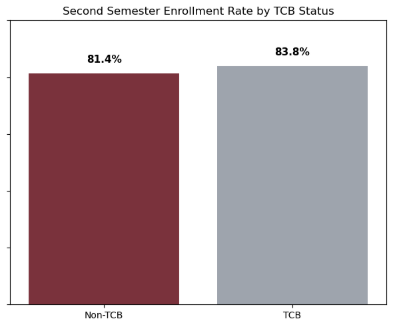 Second Semester Enrollment Rate by TCB Status
81.4%
83.8%
Non-TCB
TCB